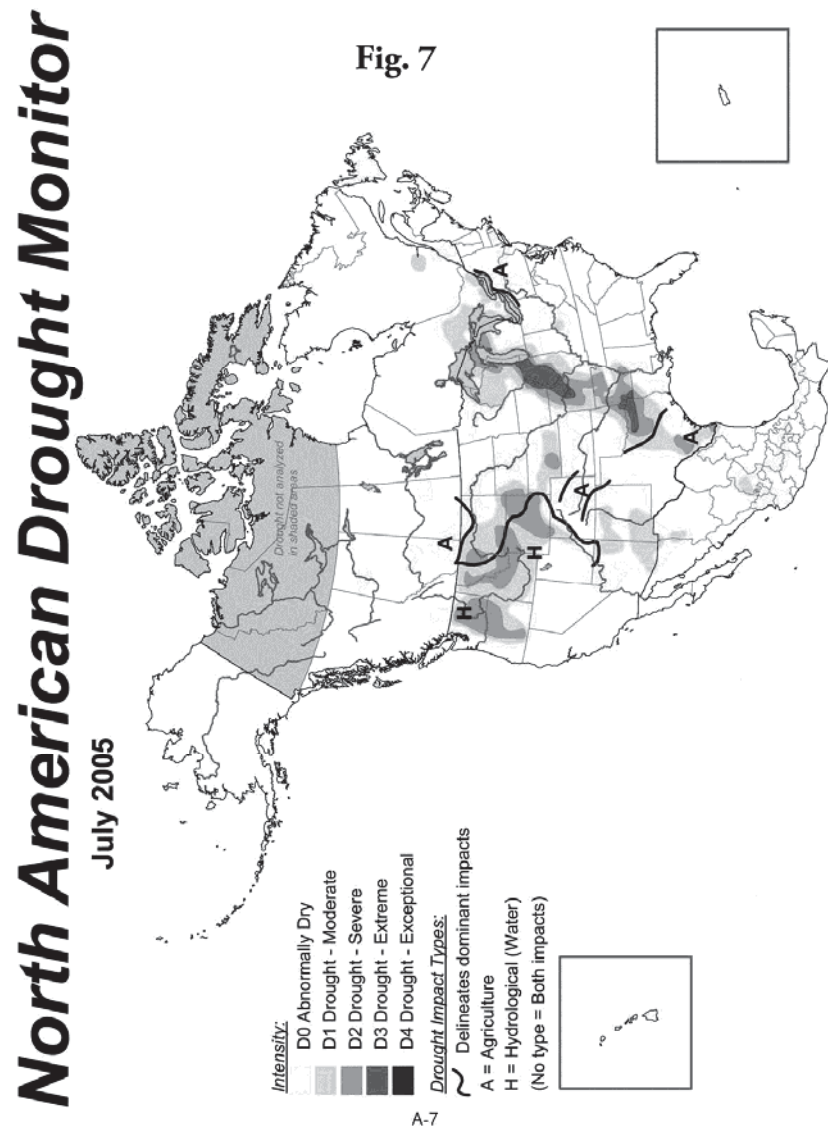 North American Drought Monitor
July 2005
Fig. 7
Drought not analyzed
in shaded areas
A
H
A
H
A
A
A
Intensity:
D0 Abnormally Dry
D1 Drought - Moderate
D2 Drought - Severe
D3 Drought - Extreme
D4 Drought - Exceptional
Drought Impact Types:
Delineates dominant impacts
A = Agriculture
H = Hydrological (Water)
(No type = Both impacts)
A-7